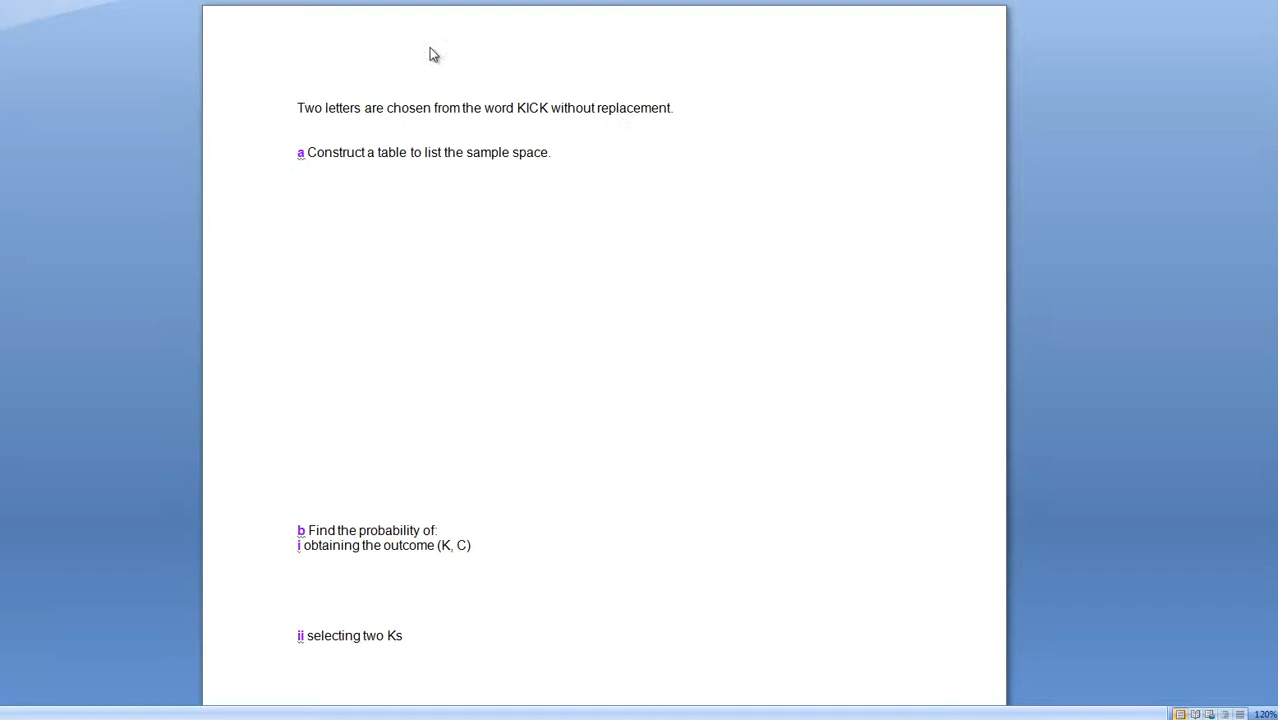 Two letters are chosen from the word KICK without replacement.
a Construct a table to list the sample space.
b Find the probability of:
i obtaining the outcome (K, C)
ii selecting two Ks
120%